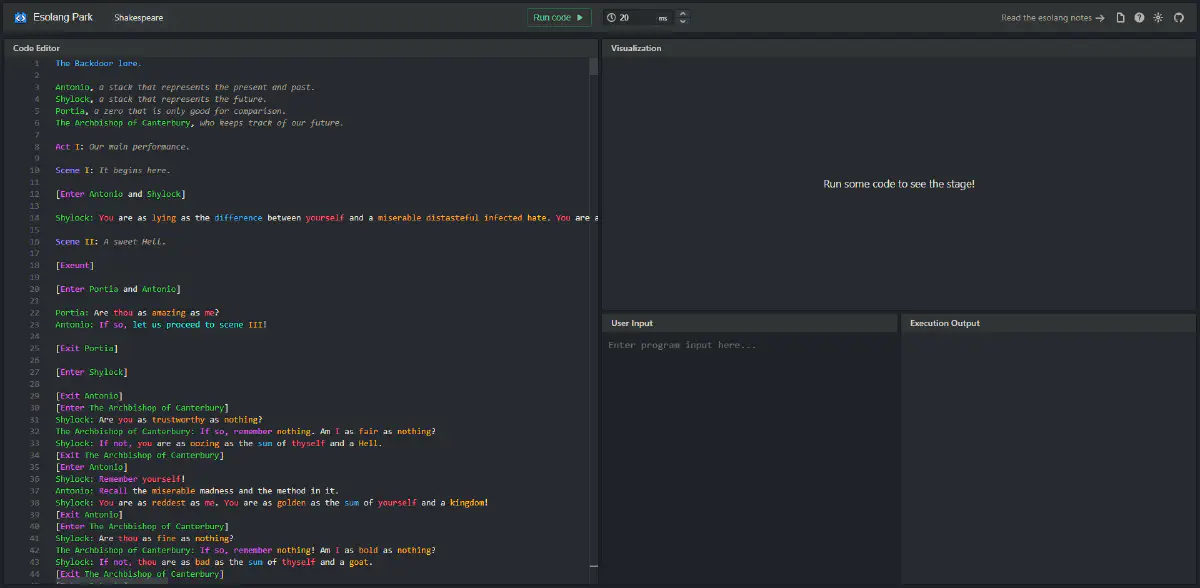 Esolang Park
Shakespeare
Run code
20
ms
Read the esolang notes
Code Editor
1 The Backdoor lore.
2
3 Antonio, a stack that represents the present and past.
4 Shylock, a stack that represents the future.
5 Portia, a zero that is only good for comparison.
6 The Archbishop of Canterbury, who keeps track of our future.
7
8 Act I: Our main performance.
9
10 Scene I: It begins here.
11
12 [Enter Antonio and Shylock]
13
14 Shylock: You are as lying as the difference between yourself and a miserable distasteful infected hate. You are a
15
16 Scene II: A sweet Hell.
17
18 [Exeunt]
19
20 [Enter Portia and Antonio]
21
22 Portia: Are thou as amazing as me?
23 Antonio: If so, let us proceed to scene III!
24
25 [Exit Portia]
26
27 [Enter Shylock]
28
29 [Exit Antonio]
30 [Enter The Archbishop of Canterbury]
31 Shylock: Are you as trustworthy as nothing?
32 The Archbishop of Canterbury: If so, remember nothing. Am I as fair as nothing?
33 Shylock: If not, you are as oozing as the sum of thyself and a Hell.
34 [Exit The Archbishop of Canterbury]
35 [Enter Antonio]
36 Shylock: Remember yourself!
37 Antonio: Recall the miserable madness and the method in it.
38 Shylock: You are as reddest as me. You are as golden as the sum of yourself and a kingdom!
39 [Exit Antonio]
40 [Enter The Archbishop of Canterbury]
41 Shylock: Are thou as fine as nothing?
42 The Archbishop of Canterbury: If so, remember nothing! Am I as bold as nothing?
43 Shylock: If not, thou are as bad as the sum of thyself and a goat.
44 [Exit The Archbishop of Canterbury]
Visualization
Run some code to see the stage!
User Input
Enter program input here...
Execution Output